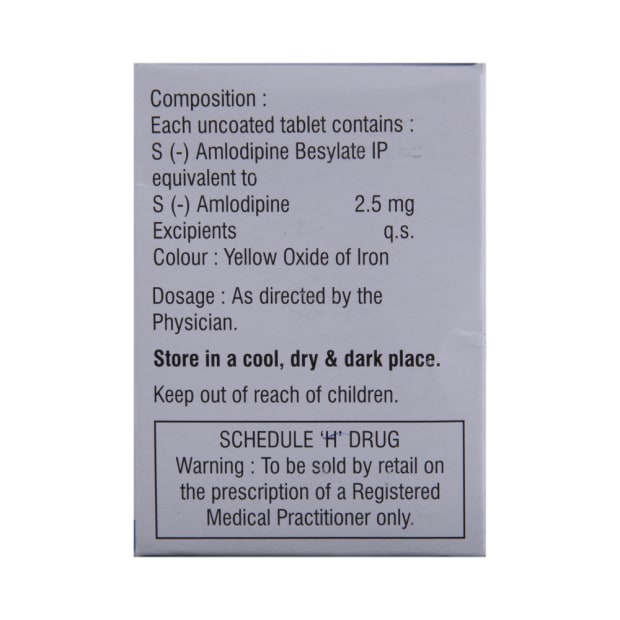 Composition :
Each uncoated tablet contains :
S (-) Amlodipine Besylate IP
equivalent to
S (-) Amlodipine 2.5 mg
Excipients q.s.
Colour : Yellow Oxide of Iron
Dosage : As directed by the
Physician.
Store in a cool, dry & dark place.
Keep out of reach of children.
SCHEDULE 'H' DRUG
Warning : To be sold by retail on
the prescription of a Registered
Medical Practitioner only.